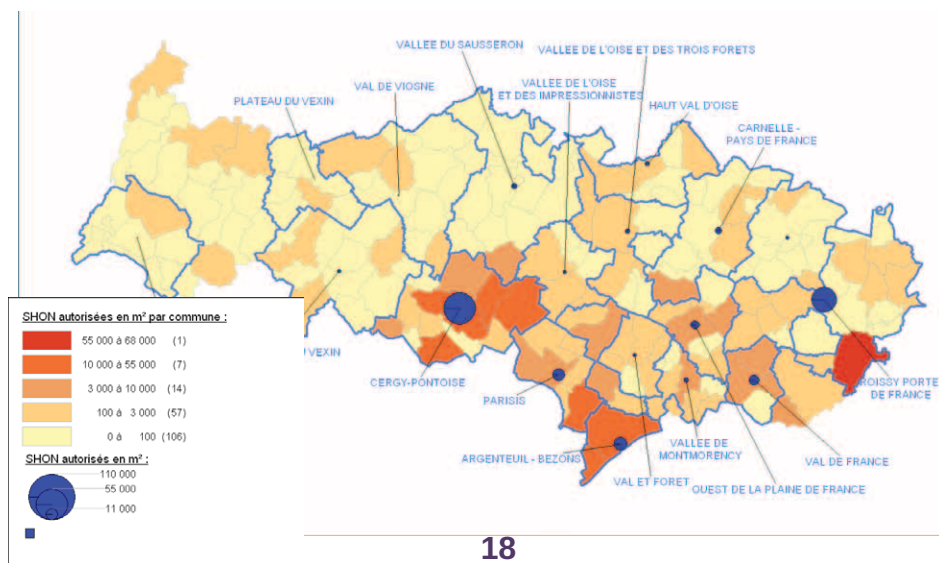 VALLEE DU SAUSSERON
VALLEE DE L'OISE ET DES TROIS FORETS
VAL DE VIOSNE
VALLEE DE L'OISE
ET DES IMPRESSIONNISTES
PLATEAU DU VEXIN
HAUT VAL D'OISE
CARNELLE -
PAYS DE FRANCE
SHON autorisées en m² par commune :
55 000 à 68 000 (1)
10 000 à 55 000 (7)
3 000 à 10 000 (14)
100 à 3 000 (57)
0 à 100 (106)
SHON autorisées en m² :
110 000
55 000
11 000
U VEXIN
CERGY-PONTOISE
PARISIS
ROISSY PORTE
DE FRANCE
ARGENTEUIL - BEZONS
VALLEE DE
MONTMORENCY
VAL DE FRANCE
VAL ET FORET
OUEST DE LA PLAINE DE FRANCE
18